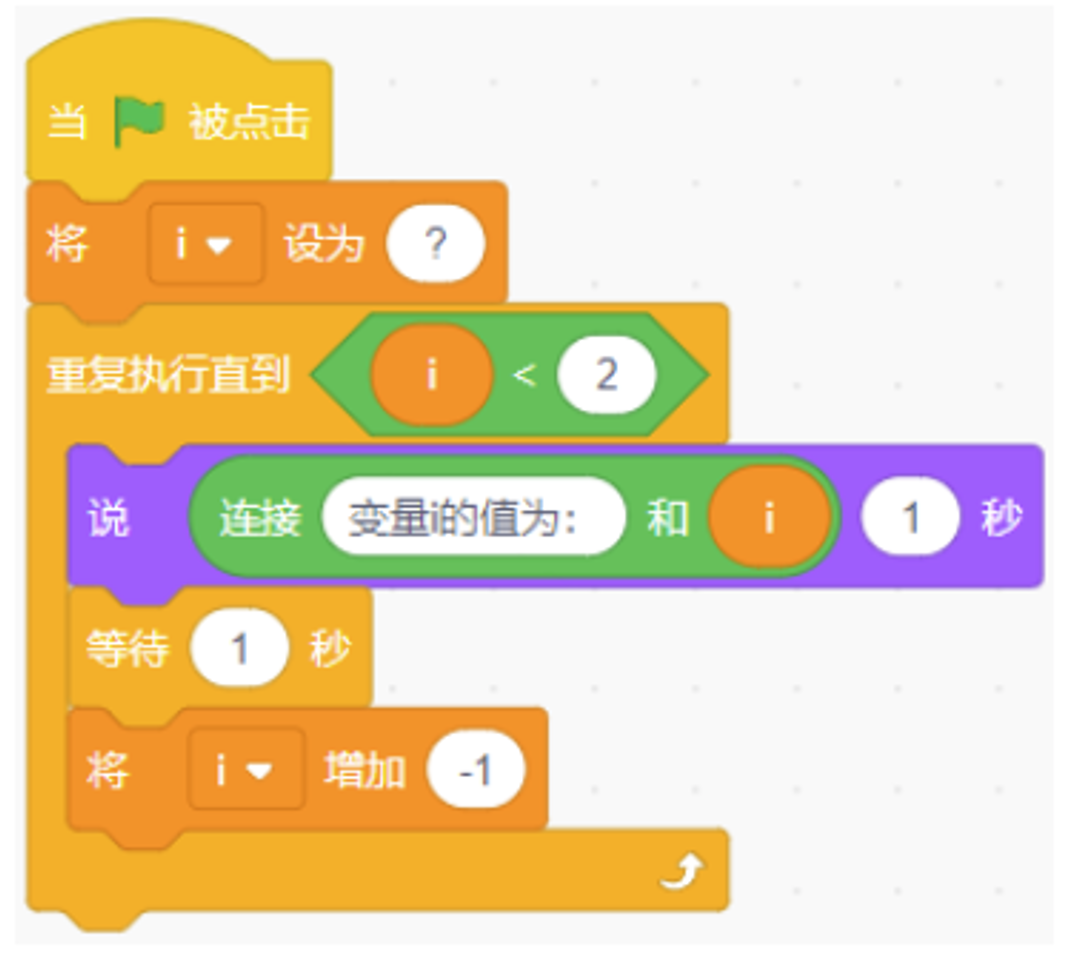 当 被点击
将 i 设为 ?
重复执行直到 i < 2
说 连接 变量i的值为: 和 i 1 秒
等待 1 秒
将 i 增加 -1